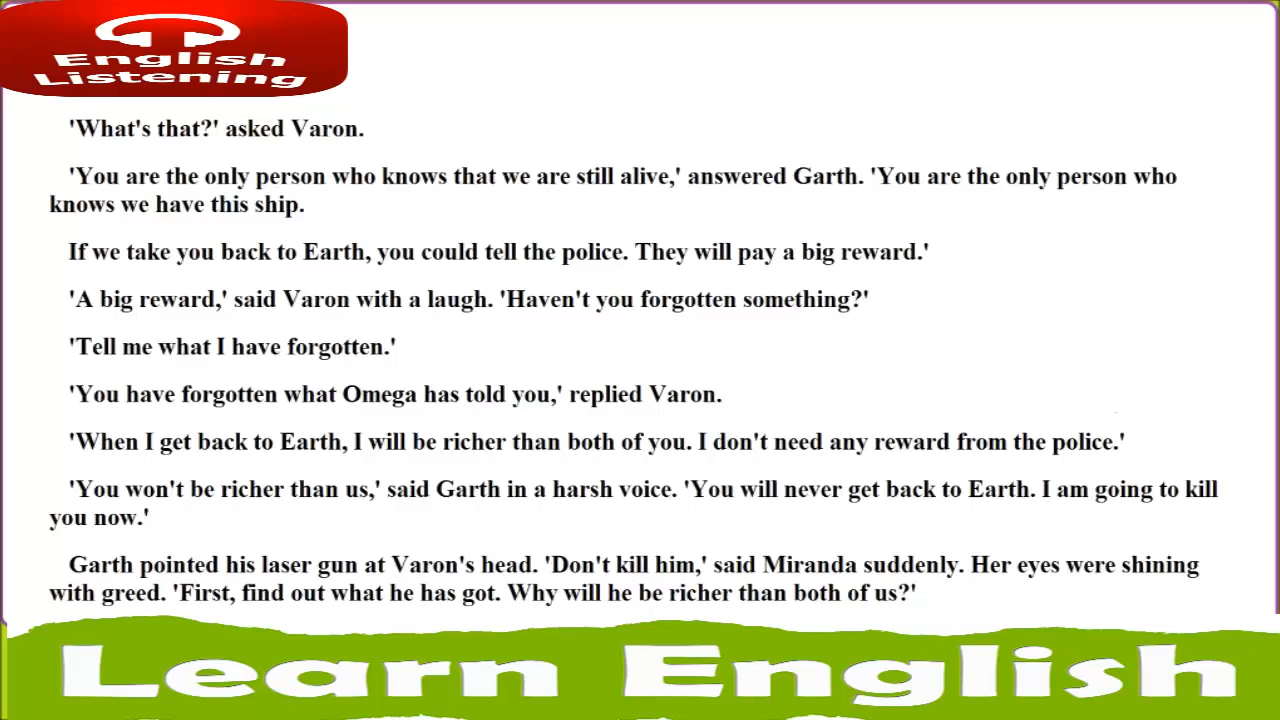 English
Listening
'What's that?' asked Varon.
'You are the only person who knows that we are still alive,' answered Garth. 'You are the only person who
knows we have this ship.
If we take you back to Earth, you could tell the police. They will pay a big reward.'
'A big reward,' said Varon with a laugh. 'Haven't you forgotten something?'
'Tell me what I have forgotten.'
'You have forgotten what Omega has told you,' replied Varon.
'When I get back to Earth, I will be richer than both of you. I don't need any reward from the police.'
'You won't be richer than us,' said Garth in a harsh voice. 'You will never get back to Earth. I am going to kill
you now.'
Garth pointed his laser gun at Varon's head. 'Don't kill him,' said Miranda suddenly. Her eyes were shining
with greed. 'First, find out what he has got. Why will he be richer than both of us?'
Learn English